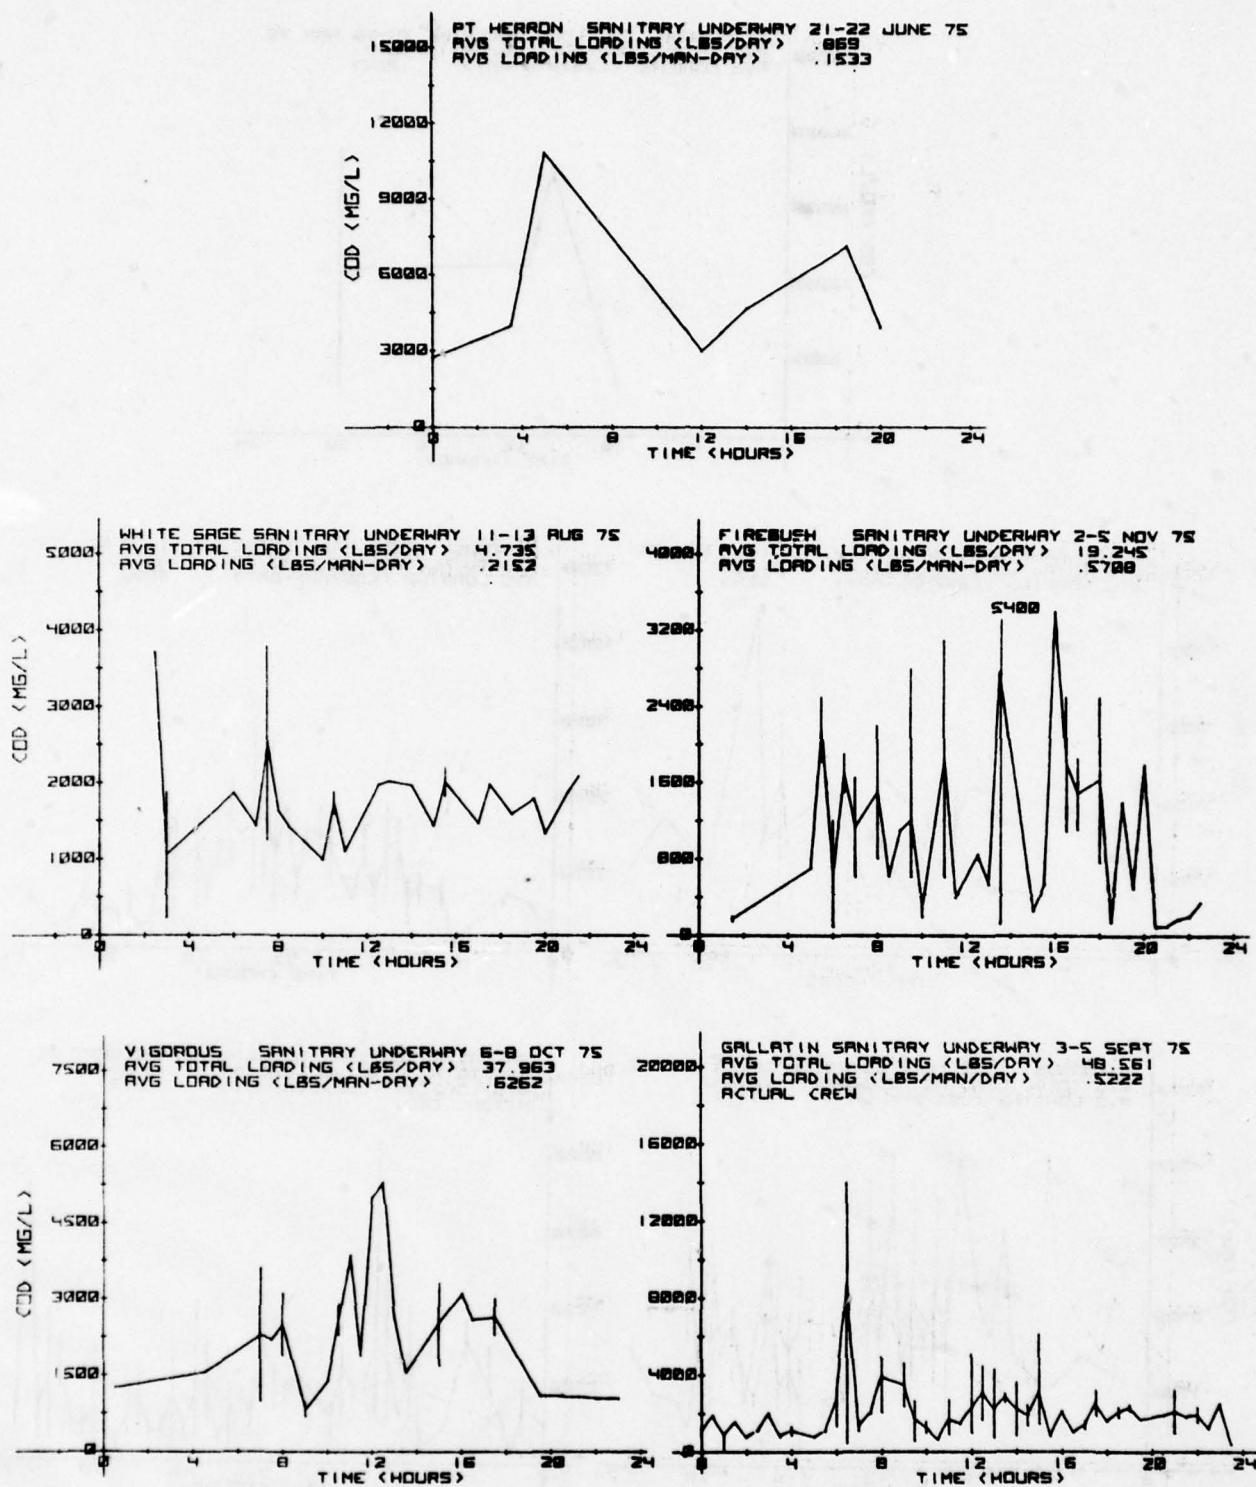 PT HERRON SANITARY UNDERWAY 21-22 JUNE 75
AVG TOTAL LOADING <LBS/DAY> .869
AVG LOADING <LBS/MAN-DAY> .1533
15000
12000
9000
6000
3000
0
COD <MG/L>
0 4 8 12 16 20 24
TIME <HOURS>
WHITE SAGE SANITARY UNDERWAY 11-13 AUG 75
AVG TOTAL LOADING <LBS/DAY> 4.735
AVG LOADING <LBS/MAN-DAY> .2152
5000
4000
3000
2000
1000
0
COD <MG/L>
0 4 8 12 16 20 24
TIME <HOURS>
FIREBUSH SANITARY UNDERWAY 2-5 NOV 75
AVG TOTAL LOADING <LBS/DAY> 19.245
AVG LOADING <LBS/MAN-DAY> .5708
5400
4000
3200
2400
1600
800
0
0 4 8 12 16 20 24
TIME <HOURS>
VIGOROUS SANITARY UNDERWAY 6-8 OCT 75
AVG TOTAL LOADING <LBS/DAY> 37.963
AVG LOADING <LBS/MAN-DAY> .6262
7500
6000
4500
3000
1500
0
COD <MG/L>
0 4 8 12 16 20 24
TIME <HOURS>
GALLATIN SANITARY UNDERWAY 3-5 SEPT 75
AVG TOTAL LOADING <LBS/DAY> 48.561
AVG LOADING <LBS/MAN/DAY> .5222
ACTUAL CREW
20000
16000
12000
8000
4000
0
0 4 8 12 16 20 24
TIME <HOURS>